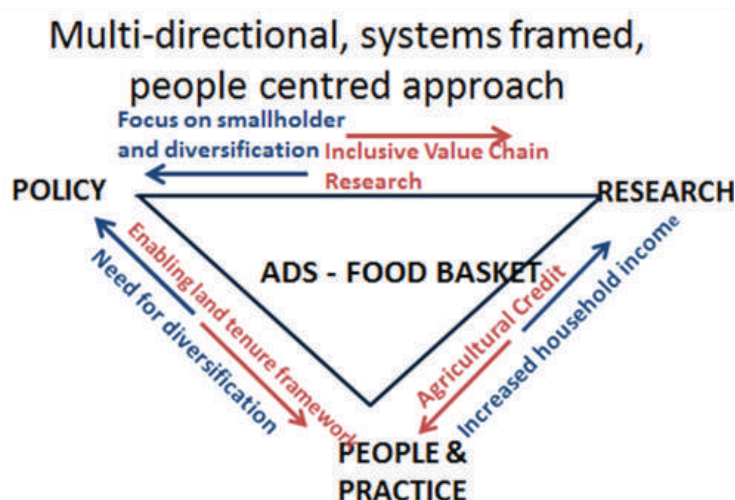 Multi-directional, systems framed,
people centred approach
Focus on smallholder
and diversification
Inclusive Value Chain
Research
POLICY
RESEARCH
ADS - FOOD BASKET
Enabling land tenure framework
Need for diversification
Agricultural Credit
Increased household income
PEOPLE &
PRACTICE